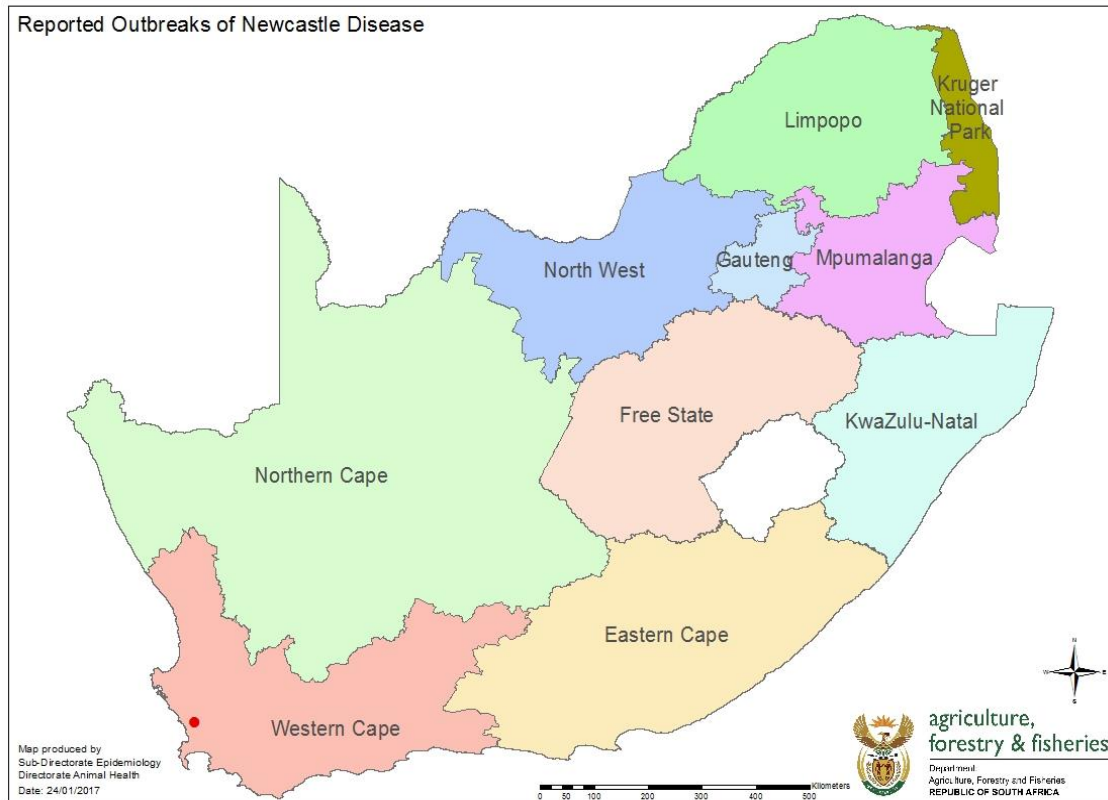 Reported Outbreaks of Newcastle Disease
Kruger
National
Park
Limpopo
North West
Gauteng
Mpumalanga
Free State
KwaZulu-Natal
Northern Cape
Eastern Cape
Western Cape
N
W
E
S
Map produced by
Sub-Directorate Epidemiology
Directorate Animal Health
Date: 24/01/2017
Kilometers
0 50 100 200 300 400 500
agriculture,
forestry & fisheries
Department:
Agriculture, Forestry and Fisheries
REPUBLIC OF SOUTH AFRICA